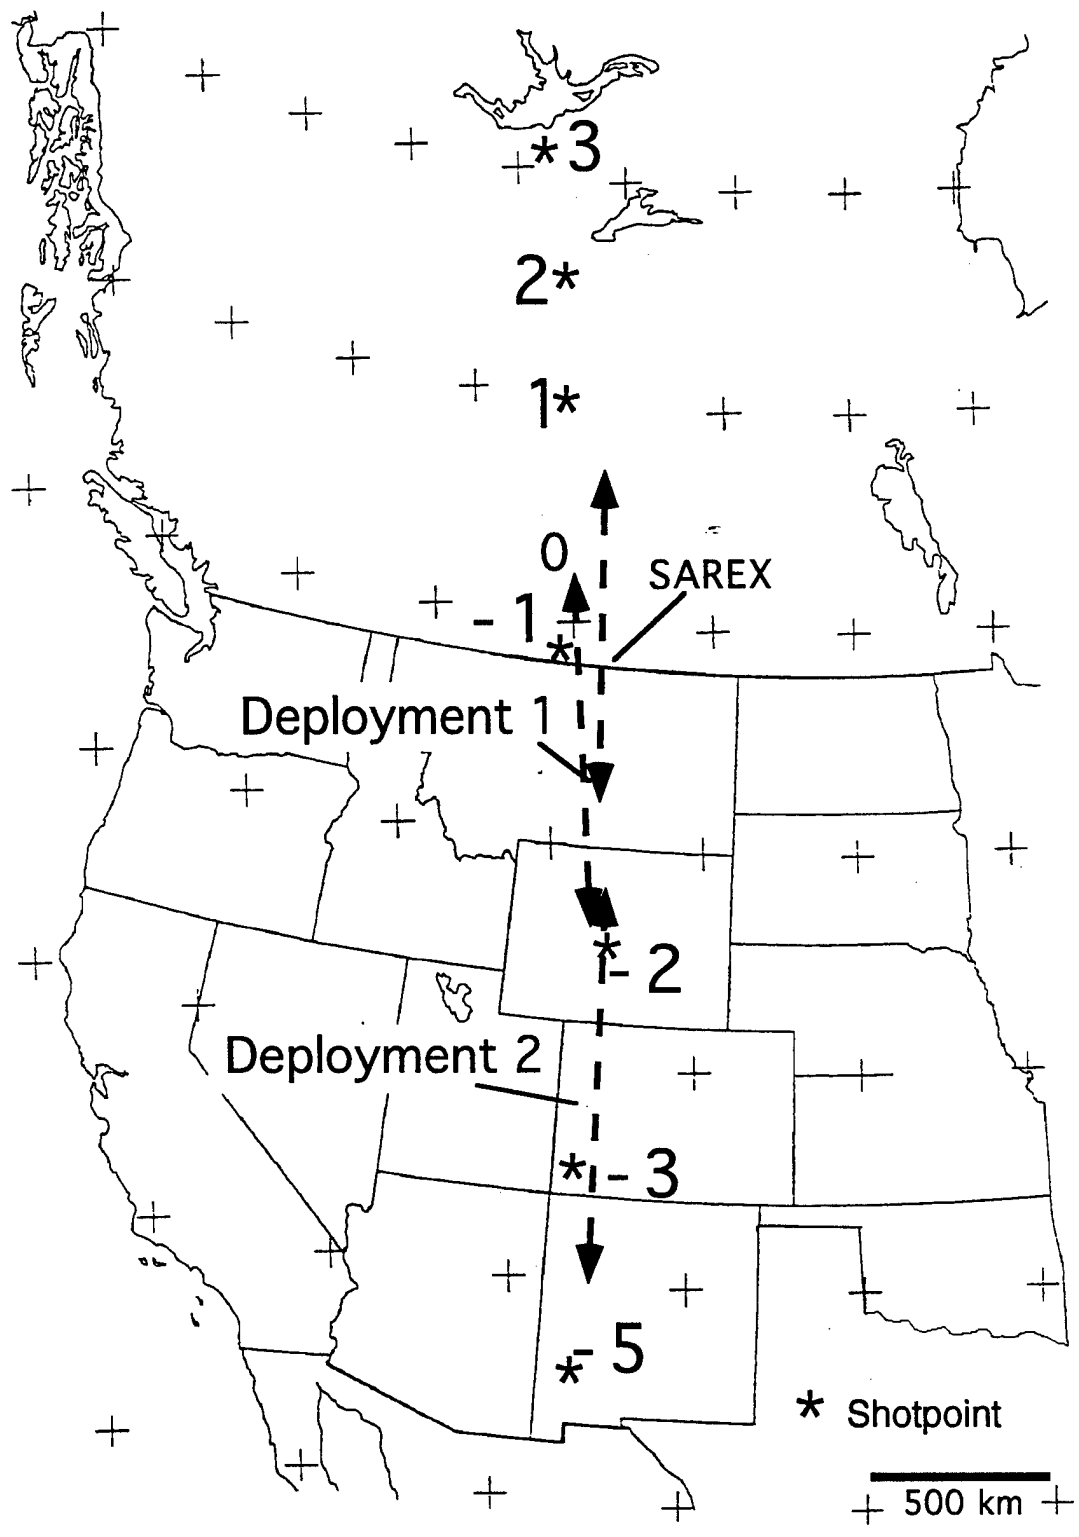 *3
2*
1*
0
SAREX
- 1
*
Deployment 1
*
- 2
Deployment 2
* - 3
- 5
*
* Shotpoint
500 km